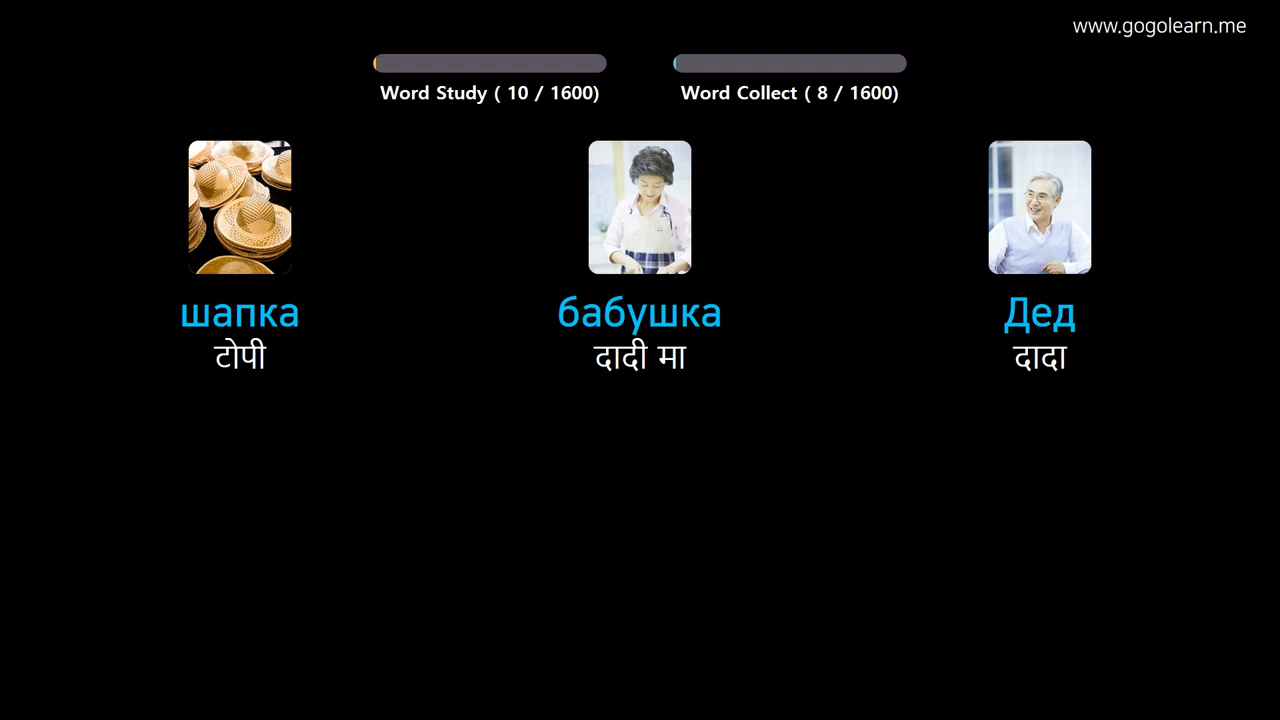 www.gogolearn.me
Word Study ( 10 / 1600)
Word Collect ( 8 / 1600)
шапка
टोपी
бабушка
दादी मा
Дед
दादा